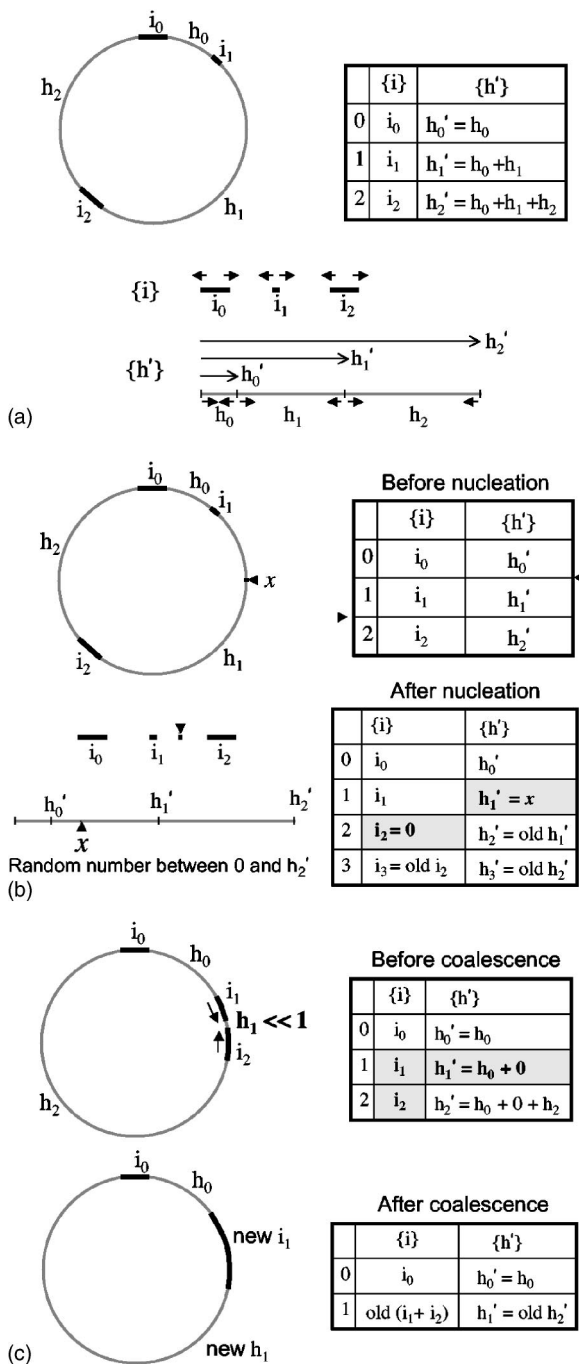 i₀
h₀
i₁
h₂
h₁
i₂
{i} {h'}
0 i₀ h₀' = h₀
1 i₁ h₁' = h₀ +h₁
2 i₂ h₂' = h₀ +h₁ +h₂
{i} i₀ i₁ i₂
h₂'
{h'} h₁'
h₀'
(a) h₀ h₁ h₂
i₀
h₀
i₁
h₂
x
h₁
i₂
Before nucleation
{i} {h'}
0 i₀ h₀'
1 i₁ h₁'
2 i₂ h₂'
i₀ i₁ i₂
h₀' h₁' h₂'
x
Random number between 0 and h₂'
(b)
After nucleation
{i} {h'}
0 i₀ h₀'
1 i₁ h₁' = x
2 i₂ = 0 h₂' = old h₁'
3 i₃ = old i₂ h₃' = old h₂'
i₀
h₀
i₁
h₁ << 1
i₂
h₂
Before coalescence
{i} {h'}
0 i₀ h₀' = h₀
1 i₁ h₁' = h₀ + 0
2 i₂ h₂' = h₀ + 0 + h₂
i₀
h₀
new i₁
new h₁
(c)
After coalescence
{i} {h'}
0 i₀ h₀' = h₀
1 old (i₁+ i₂) h₁' = old h₂'